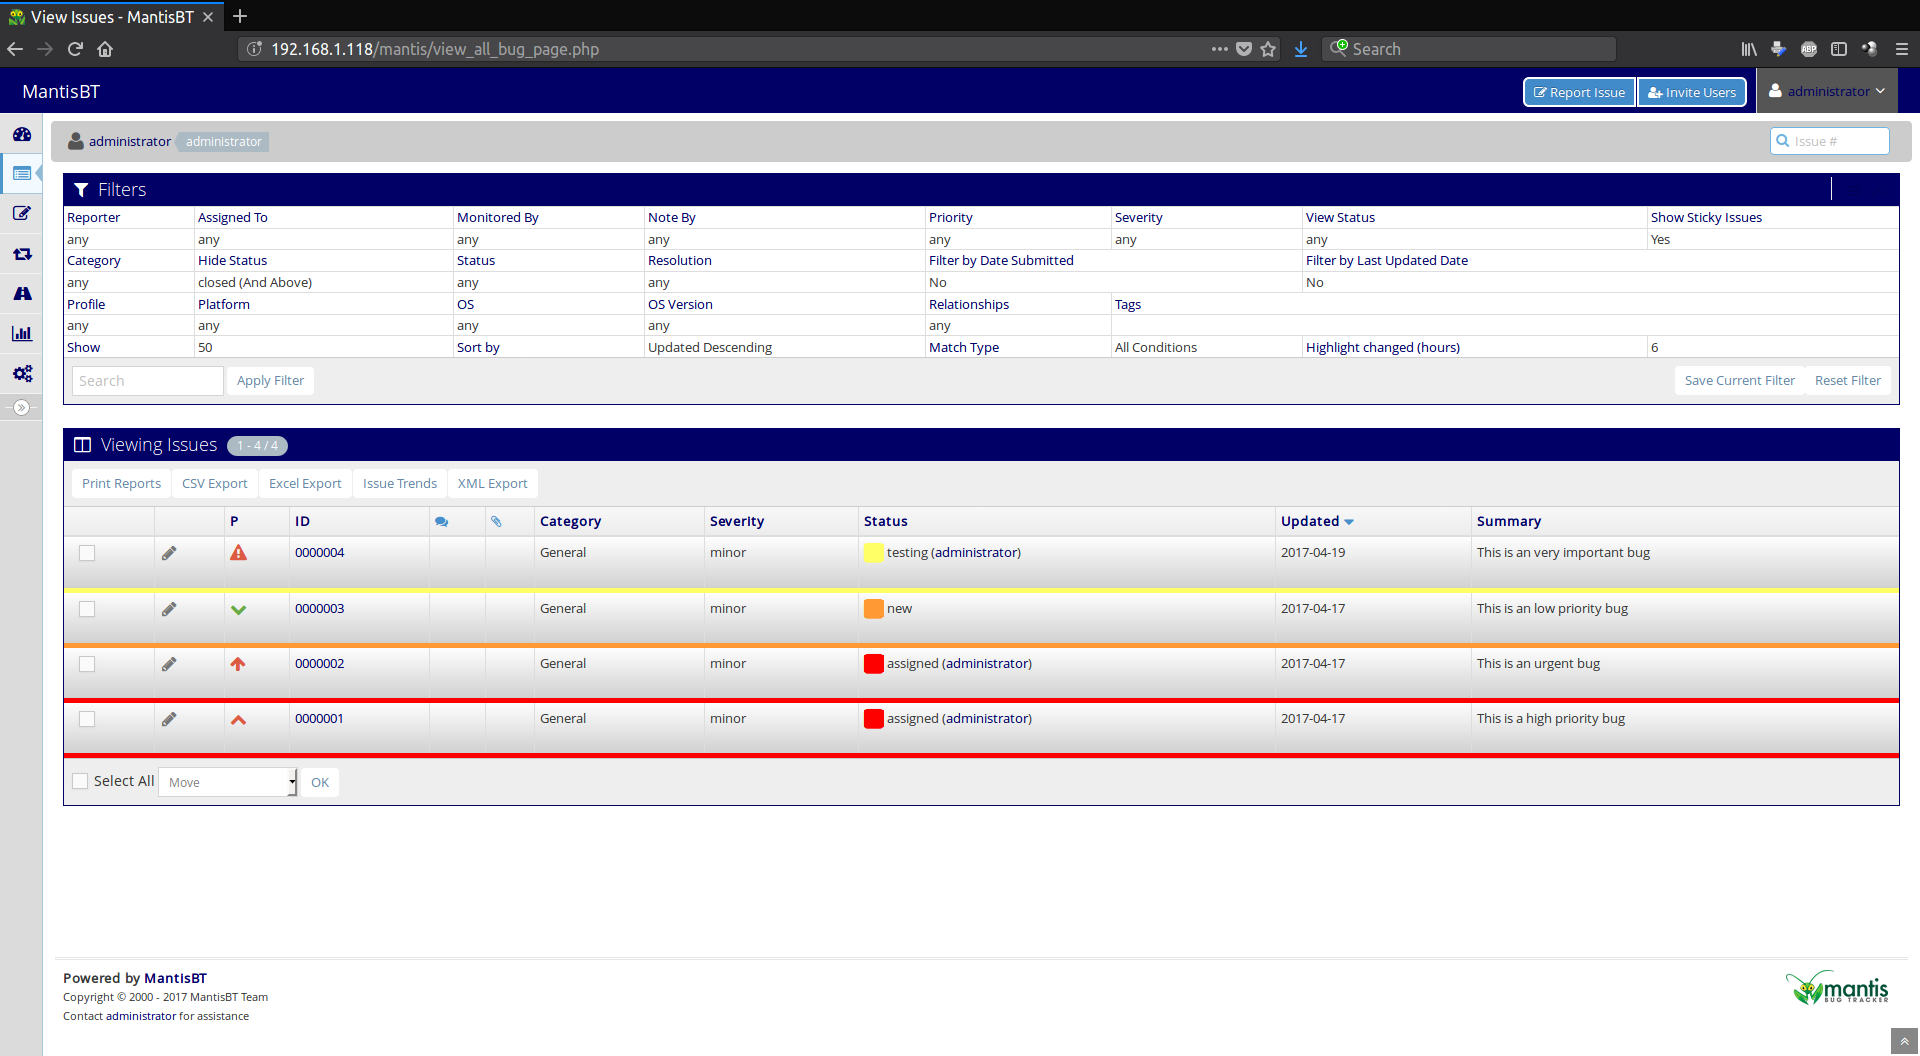 View Issues - MantisBT
192.168.1.118/mantis/view_all_bug_page.php
Search
ABP
MantisBT
Report Issue
Invite Users
administrator
administrator
administrator
Issue #
Filters
Reporter Assigned To Monitored By Note By Priority Severity View Status Show Sticky Issues
any any any any any any any Yes
Category Hide Status Status Resolution Filter by Date Submitted Filter by Last Updated Date
any closed (And Above) any any No No
Profile Platform OS OS Version Relationships Tags
any any any any any
Show 50 Sort by Updated Descending Match Type All Conditions Highlight changed (hours) 6
Search Apply Filter Save Current Filter Reset Filter
Viewing Issues 1 - 4 / 4
Print Reports CSV Export Excel Export Issue Trends XML Export
P ID Category Severity Status Updated Summary
0000004 General minor testing (administrator) 2017-04-19 This is an very important bug
0000003 General minor new 2017-04-17 This is an low priority bug
0000002 General minor assigned (administrator) 2017-04-17 This is an urgent bug
0000001 General minor assigned (administrator) 2017-04-17 This is a high priority bug
Select All Move OK
Powered by MantisBT
Copyright © 2000 - 2017 MantisBT Team
Contact administrator for assistance
mantis
BUG TRACKER